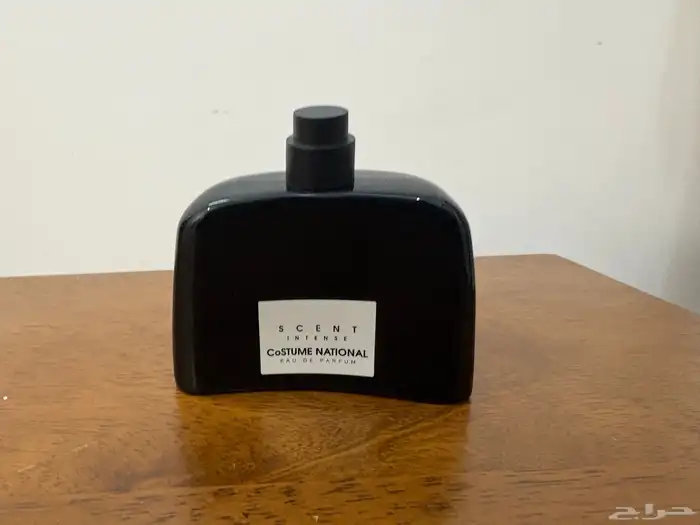 SCENT
INTENSE
CoSTUME NATIONAL
EAU DE PARFUM
حراج